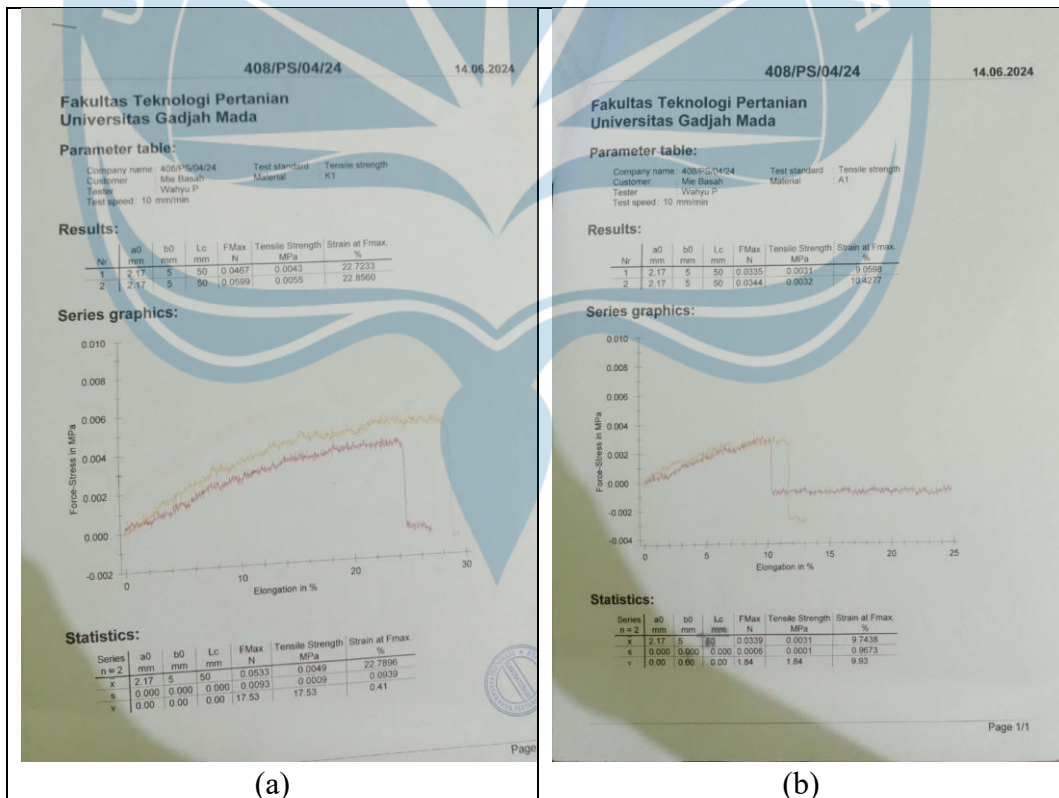 408/PS/04/24 14.06.2024
Fakultas Teknologi Pertanian
Universitas Gadjah Mada
Parameter table:
Company name : 408/PS/04/24 Test standard : Tensile strength
Customer : Mie Basah Material : K1
Tester : Wahyu P
Test speed : 10 mm/min
Results:
Nr a0 mm b0 mm Lc mm FMax N Tensile Strength MPa Strain at Fmax. %
1 2.17 5 50 0.0467 0.0043 22.7233
2 2.17 5 50 0.0599 0.0055 22.8560
Series graphics:
0.010
0.008
0.006
0.004
0.002
0.000
-0.002
Force-Stress in MPa
0 10 20 30
Elongation in %
Statistics:
Series n = 2 a0 mm b0 mm Lc mm FMax N Tensile Strength MPa Strain at Fmax. %
x 2.17 5 50 0.0533 0.0049 22.7896
s 0.000 0.000 0.000 0.0093 0.0009 0.0939
v 0.00 0.00 0.00 17.53 17.53 0.41
Page
(a)
408/PS/04/24 14.06.2024
Fakultas Teknologi Pertanian
Universitas Gadjah Mada
Parameter table:
Company name : 408/PS/04/24 Test standard : Tensile strength
Customer : Mie Basah Material : A1
Tester : Wahyu P
Test speed : 10 mm/min
Results:
Nr a0 mm b0 mm Lc mm FMax N Tensile Strength MPa Strain at Fmax. %
1 2.17 5 50 0.0335 0.0031 9.0598
2 2.17 5 50 0.0344 0.0032 10.4277
Series graphics:
0.010
0.008
0.006
0.004
0.002
0.000
-0.002
-0.004
Force-Stress in MPa
0 5 10 15 20 25
Elongation in %
Statistics:
Series n = 2 a0 mm b0 mm Lc mm FMax N Tensile Strength MPa Strain at Fmax. %
x 2.17 5 50 0.0339 0.0031 9.7438
s 0.000 0.000 0.000 0.0006 0.0001 0.9673
v 0.00 0.00 0.00 1.84 1.84 9.93
Page 1/1
(b)